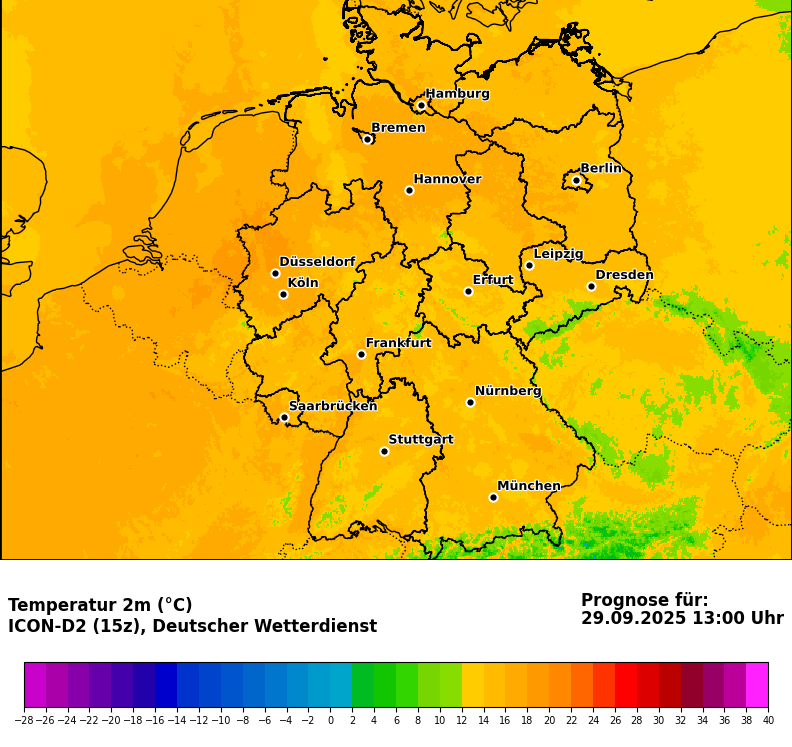 Hamburg
Bremen
Berlin
Hannover
Leipzig
Düsseldorf
Dresden
Erfurt
Köln
Frankfurt
Nürnberg
Saarbrücken
Stuttgart
München
Temperatur 2m (°C)
ICON-D2 (15z), Deutscher Wetterdienst
Prognose für:
29.09.2025 13:00 Uhr
−28 −26 −24 −22 −20 −18 −16 −14 −12 −10 −8 −6 −4 −2 0 2 4 6 8 10 12 14 16 18 20 22 24 26 28 30 32 34 36 38 40